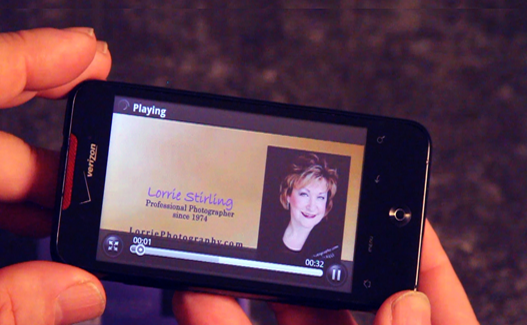 Playing
verizon
Lorrie Stirling
Professional Photographer
since 1974
LorriePhotography.com
00:01
00:32